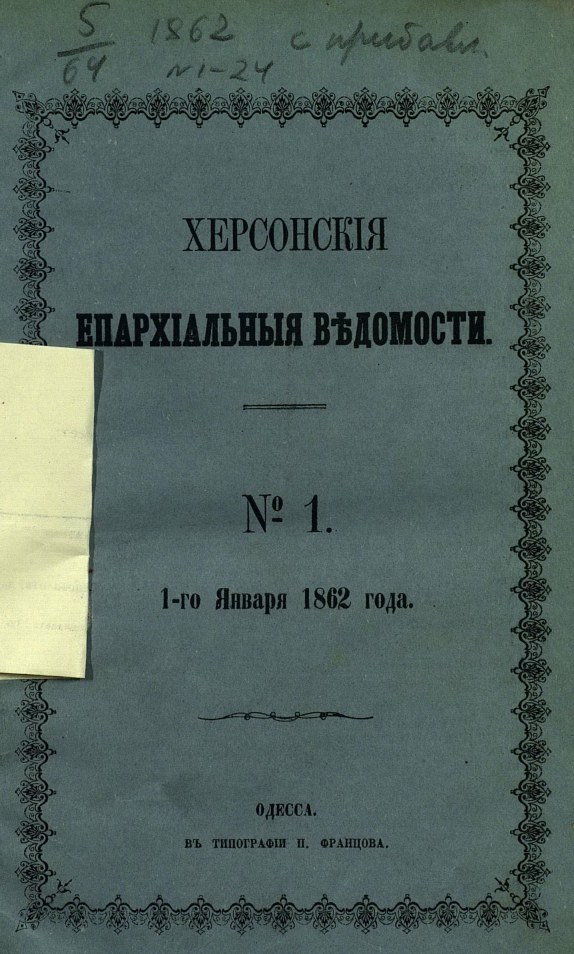 5 1862 с прибавл.
64 №1-24
ХЕРСОНСКІЯ
ЕПАРХІАЛЬНЫЯ ВѢДОМОСТИ.
№ 1.
1-го Января 1862 года.
ОДЕССА.
ВЪ ТИПОГРАФІИ П. ФРАНЦОВА.